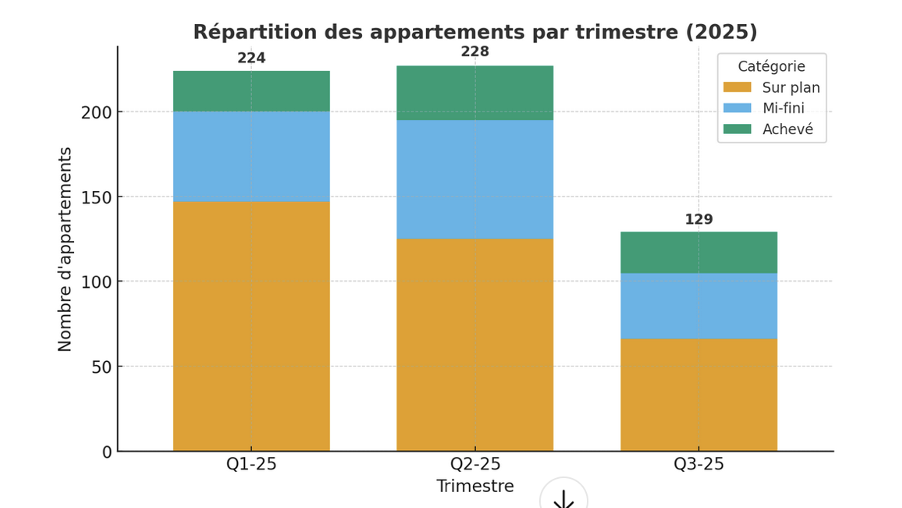 Répartition des appartements par trimestre (2025)
224
228
129
Catégorie
Sur plan
Mi-fini
Achevé
Nombre d'appartements
200
150
100
50
0
Q1-25
Q2-25
Q3-25
Trimestre